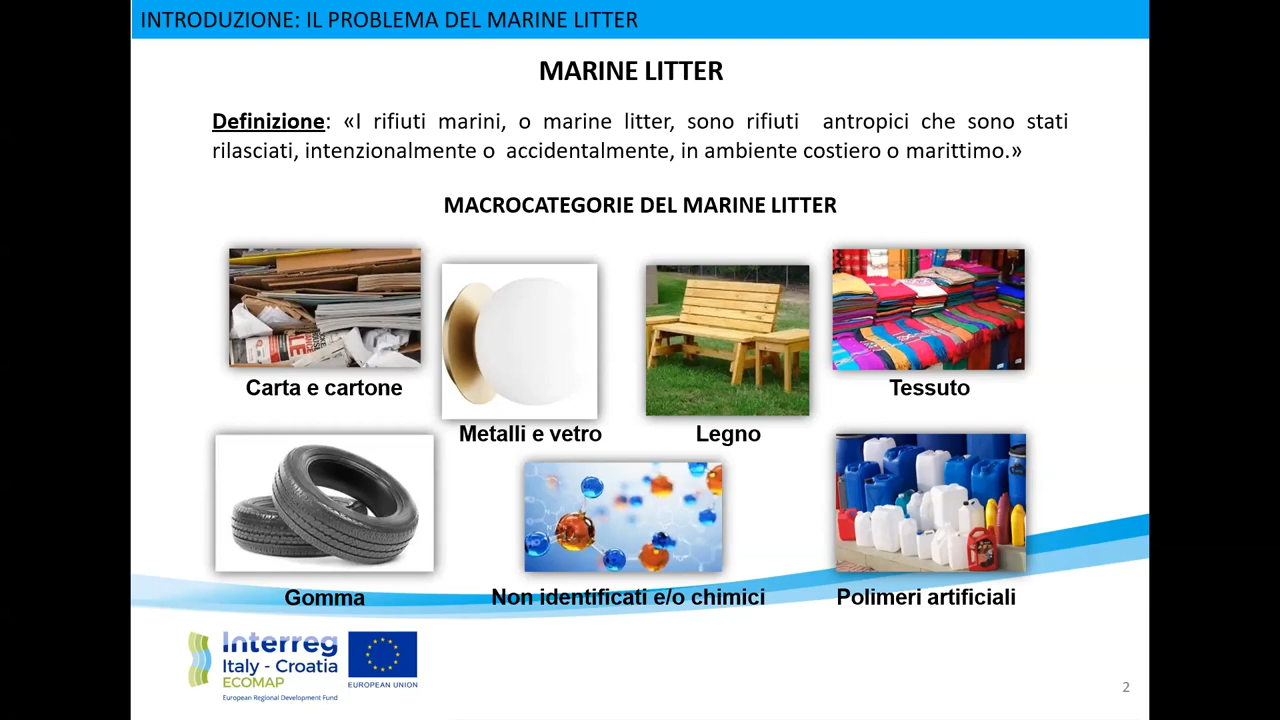 INTRODUZIONE: IL PROBLEMA DEL MARINE LITTER
MARINE LITTER
Definizione: «I rifiuti marini, o marine litter, sono rifiuti antropici che sono stati
rilasciati, intenzionalmente o accidentalmente, in ambiente costiero o marittimo.»
MACROCATEGORIE DEL MARINE LITTER
Carta e cartone
Metalli e vetro
Legno
Tessuto
Gomma
Non identificati e/o chimici
Polimeri artificiali
Interreg
Italy - Croatia
ECOMAP
European Regional Development Fund
EUROPEAN UNION
2